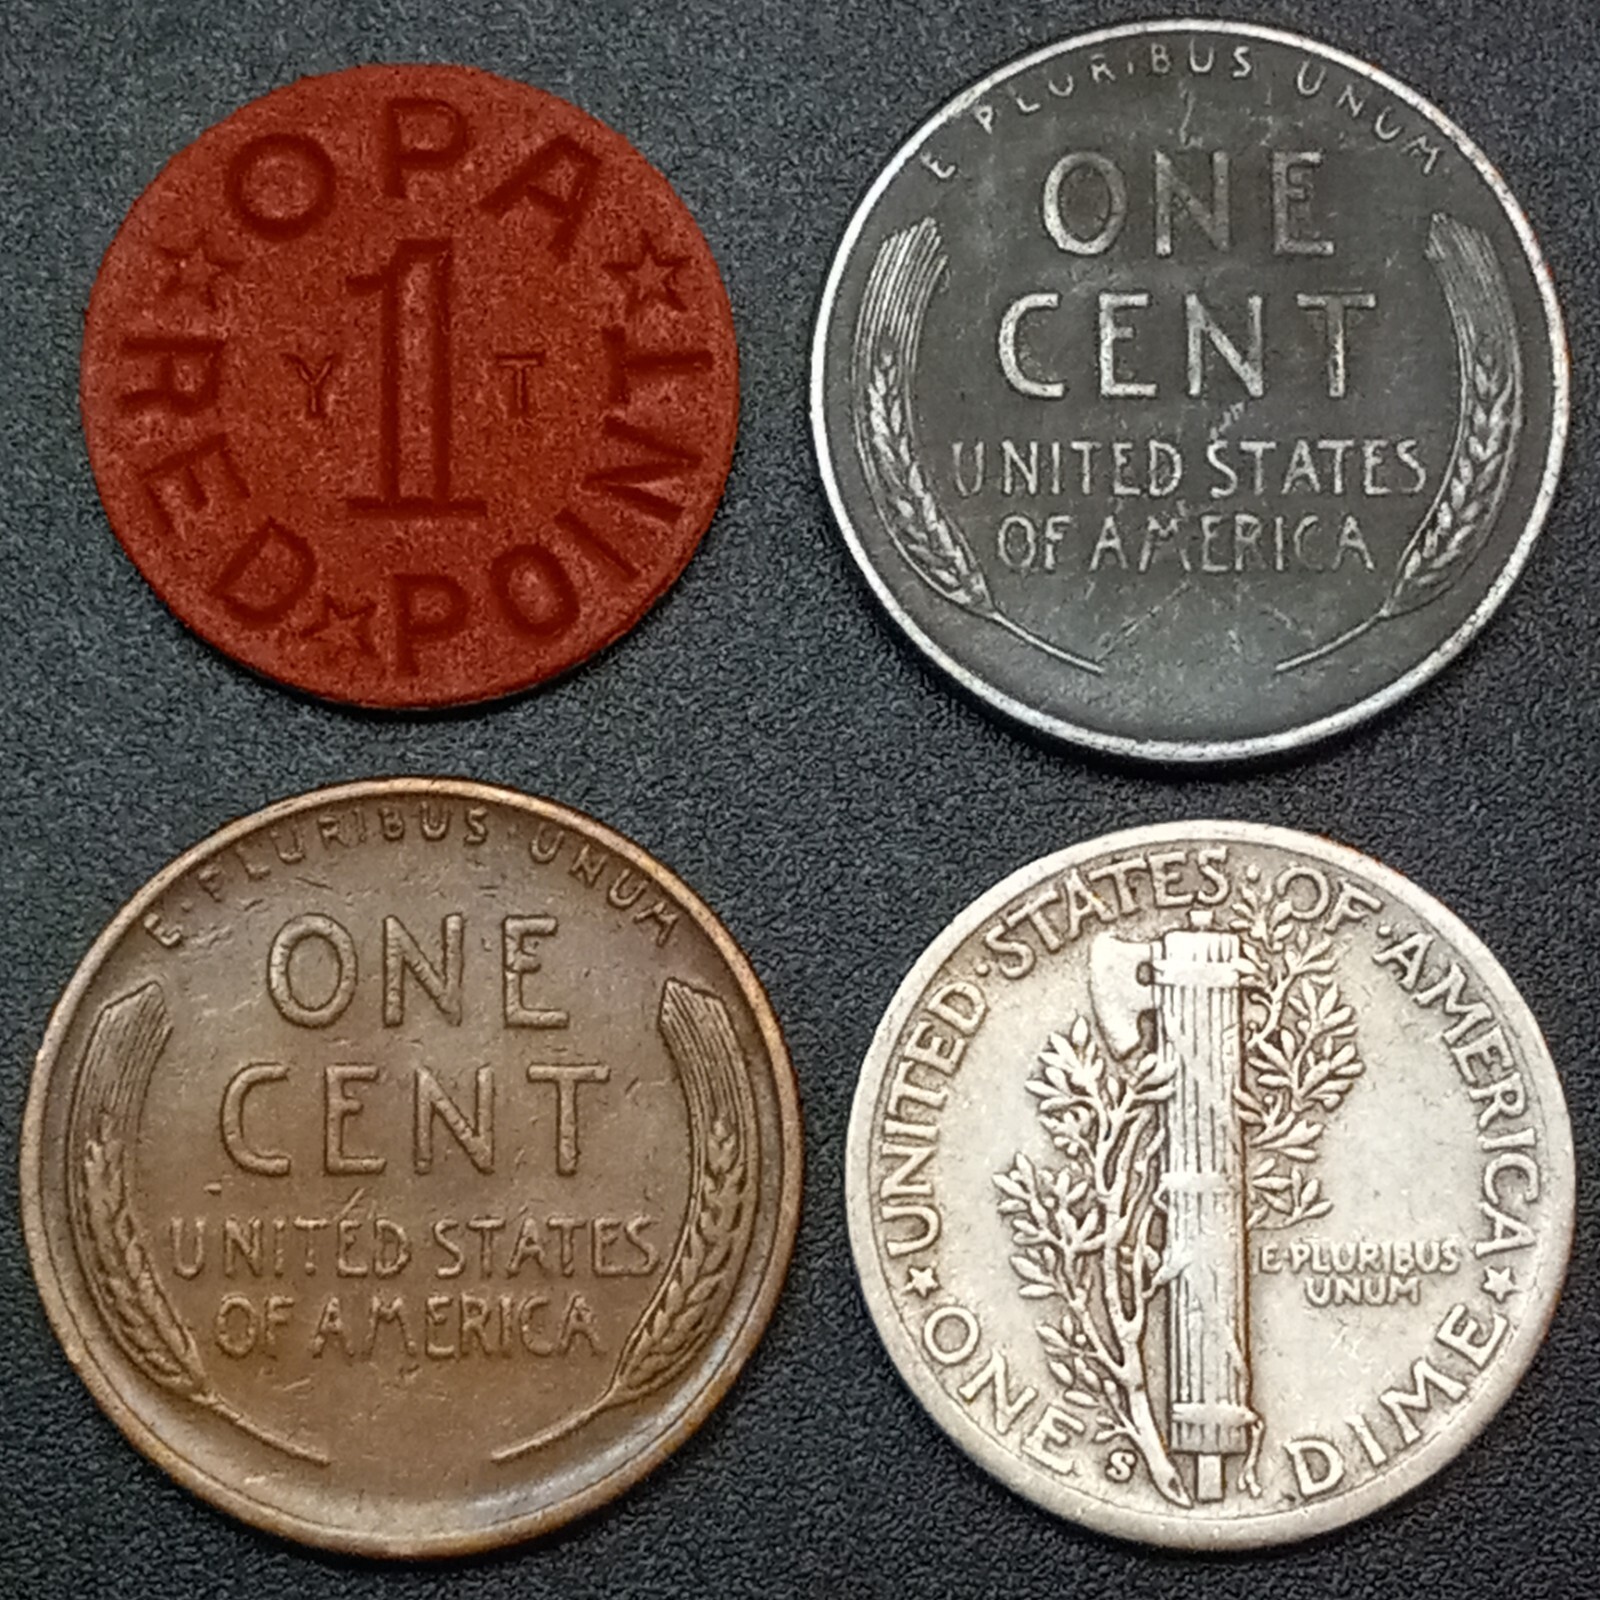 OPA
RED POINT
Y 1 T
E·PLURIBUS·UNUM
ONE
CENT
UNITED STATES
OF AMERICA
E·PLURIBUS·UNUM
ONE
CENT
UNITED STATES
OF AMERICA
UNITED·STATES·OF·AMERICA
E·PLURIBUS
UNUM
ONE DIME
S